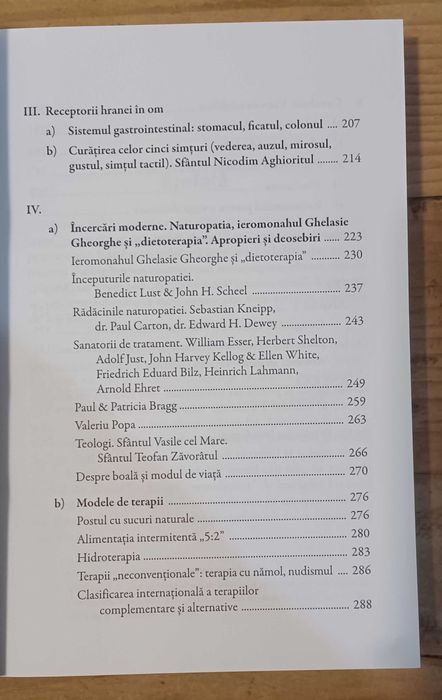 III. Receptorii hranei în om
a) Sistemul gastrointestinal: stomacul, ficatul, colonul .... 207
b) Curățirea celor cinci simțuri (vederea, auzul, mirosul,
gustul, simțul tactil). Sfântul Nicodim Aghioritul ........ 214
IV.
a) Încercări moderne. Naturopatia, ieromonahul Ghelasie
Gheorghe și „dietoterapia”. Apropieri și deosebiri ...... 223
Ieromonahul Ghelasie Gheorghe și „dietoterapia” ........... 230
Începuturile naturopatiei.
Benedict Lust & John H. Scheel ................................ 237
Rădăcinile naturopatiei. Sebastian Kneipp,
dr. Paul Carton, dr. Edward H. Dewey ...................... 243
Sanatorii de tratament. William Esser, Herbert Shelton,
Adolf Just, John Harvey Kellog & Ellen White,
Friedrich Eduard Bilz, Heinrich Lahmann,
Arnold Ehret .................................................... 249
Paul & Patricia Bragg ............................................... 259
Valeriu Popa .......................................................... 263
Teologi. Sfântul Vasile cel Mare.
Sfântul Teofan Zăvorâtul ........................................ 266
Despre boală și modul de viață .................................. 270
b) Modele de terapii ................................................ 276
Postul cu sucuri naturale .......................................... 276
Alimentația intermitentă „5:2” .................................. 280
Hidroterapia .......................................................... 283
Terapii „neconvenționale”: terapia cu nămol, nudismul .... 286
Clasificarea internațională a terapiilor
complementare și alternative .................................. 288